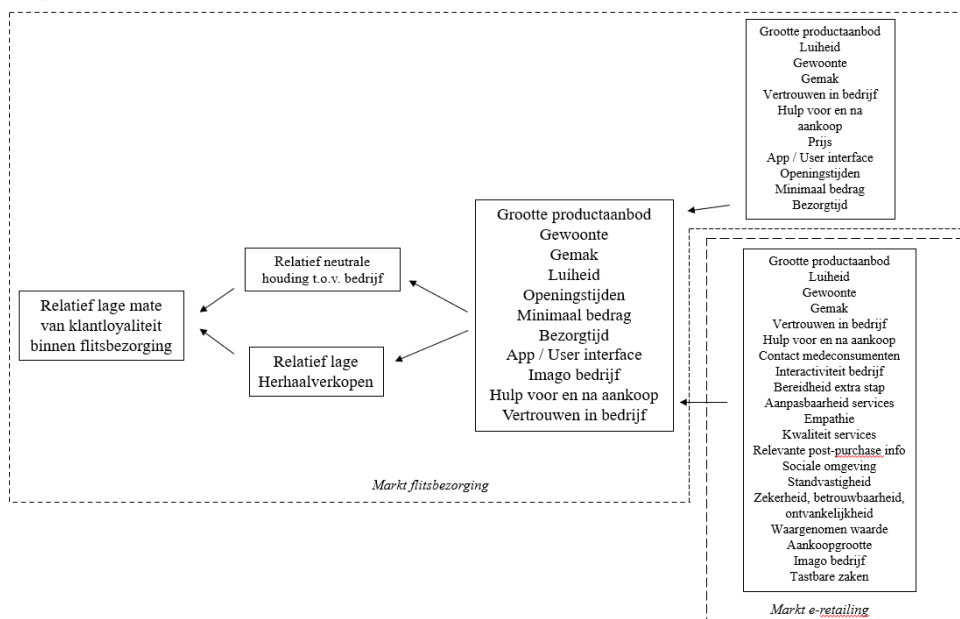 Relatief lage mate
van klantloyaliteit
binnen flitsbezorging
Relatief neutrale
houding t.o.v. bedrijf
Relatief lage
Herhaalverkopen
Grootte productaanbod
Gewoonte
Gemak
Luiheid
Openingstijden
Minimaal bedrag
Bezorgtijd
App / User interface
Imago bedrijf
Hulp voor en na aankoop
Vertrouwen in bedrijf
Markt flitsbezorging
Grootte productaanbod
Luiheid
Gewoonte
Gemak
Vertrouwen in bedrijf
Hulp voor en na
aankoop
Prijs
App / User interface
Openingstijden
Minimaal bedrag
Bezorgtijd
Grootte productaanbod
Luiheid
Gewoonte
Gemak
Vertrouwen in bedrijf
Hulp voor en na aankoop
Contact medeconsumenten
Interactiviteit bedrijf
Bereidheid extra stap
Aanpasbaarheid services
Empathie
Kwaliteit services
Relevante post-purchase info
Sociale omgeving
Standvastigheid
Zekerheid, betrouwbaarheid,
ontvankelijkheid
Waargenomen waarde
Aankoopgrootte
Imago bedrijf
Tastbare zaken
Markt e-retailing